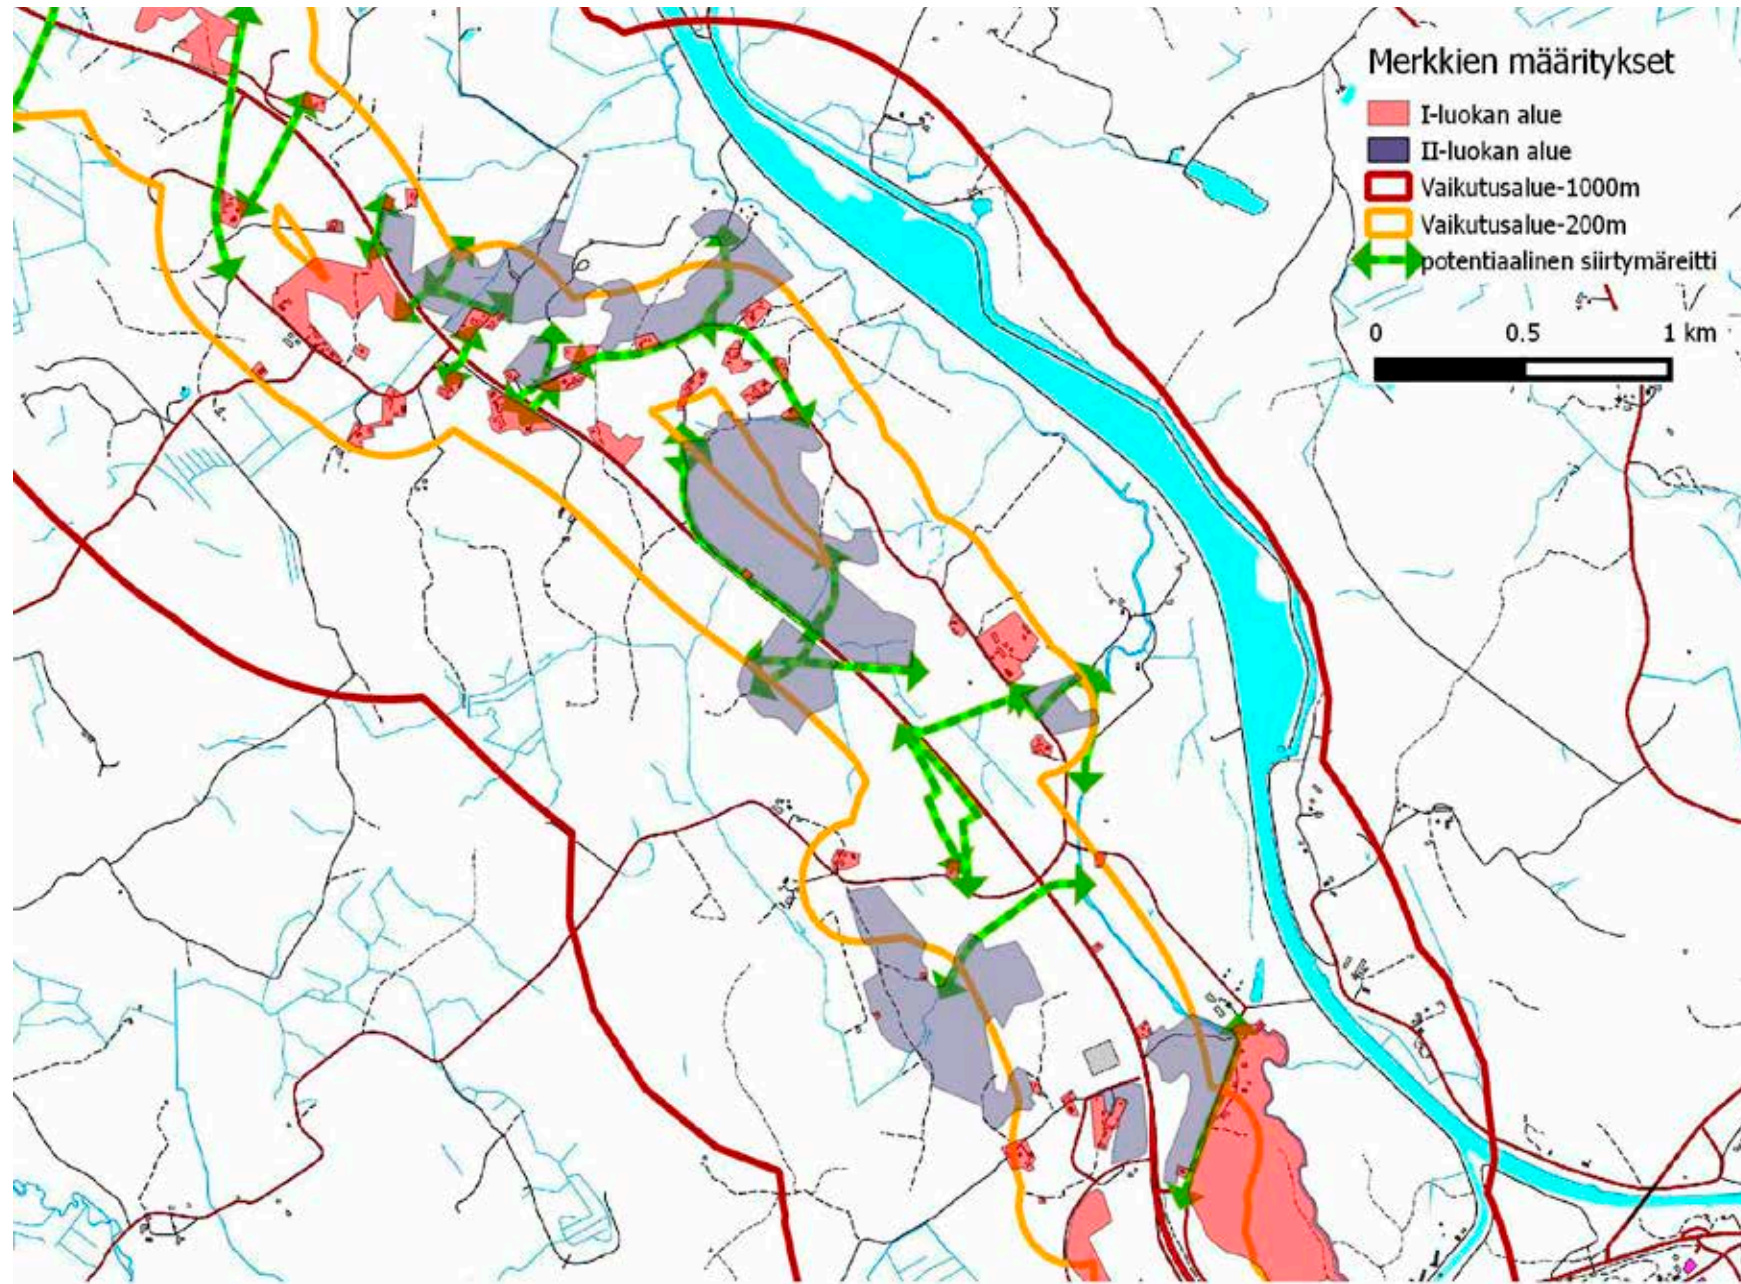 Merkkien määritykset
I-luokan alue
II-luokan alue
Vaikutusalue-1000m
Vaikutusalue-200m
potentiaalinen siirtymäreitti
0 0.5 1 km